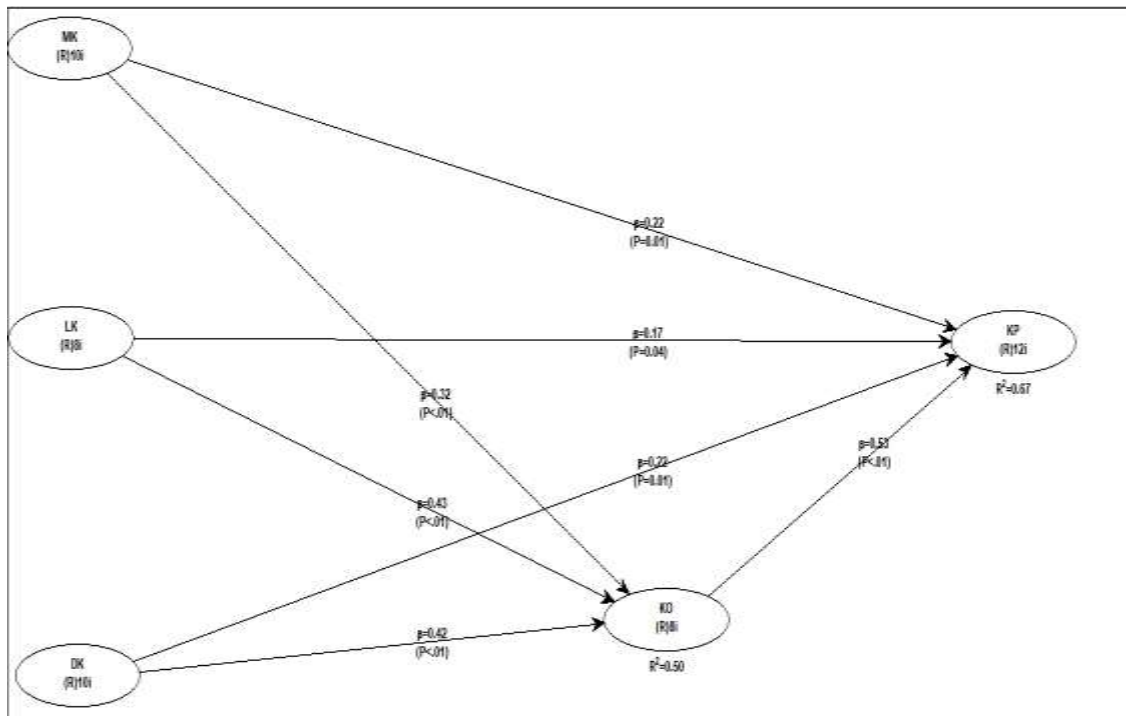 MK
(R)10i
β=0.22
(P=0.01)
LK
(R)8i
β=0.17
(P=0.04)
KP
(R)12i
R²=0.67
β=0.32
(P<.01)
β=0.53
(P<.01)
β=0.22
(P=0.01)
β=0.43
(P<.01)
KO
(R)8i
R²=0.50
β=0.42
(P<.01)
DK
(R)10i